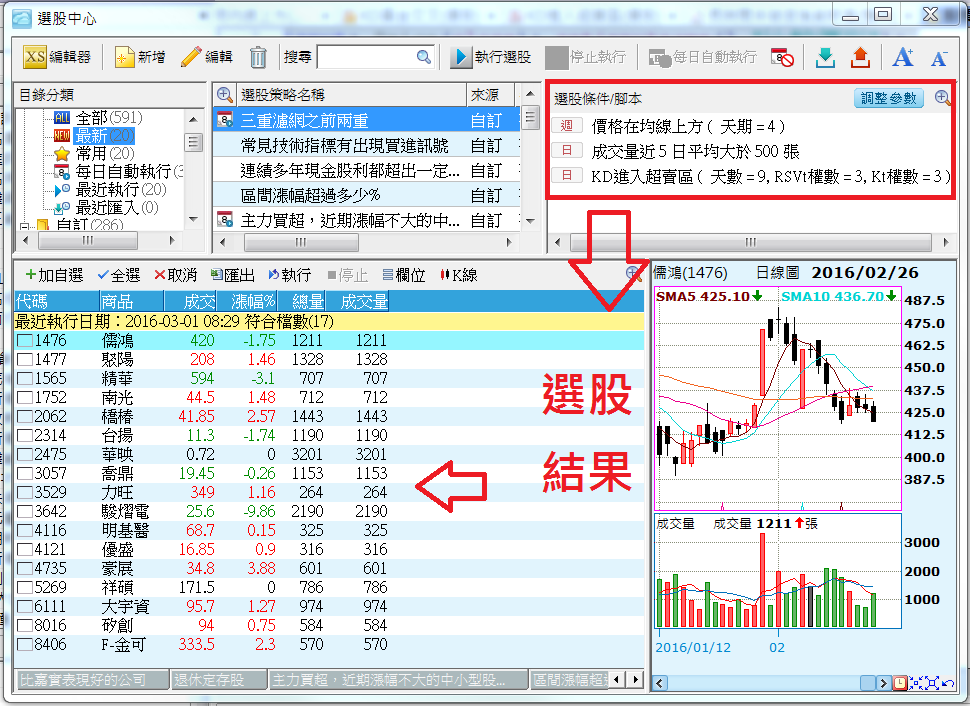 選股中心
XS 編輯器 新增 編輯 搜尋 執行選股 停止執行 每日自動執行 A+ A-
目錄分類
ALL 全部(591)
NEW 最新(20)
常用(20)
每日自動執行(3
最近執行(20)
最近匯入(0)
自訂(286)
選股策略名稱 來源
三重濾網之前兩重 自訂
常見技術指標有出現買進訊號 自訂
連續多年現金股利都超出一定... 自訂
區間漲幅超過多少% 自訂
主力買超，近期漲幅不大的中... 自訂
選股條件/腳本 調整參數
週 價格在均線上方 ( 天期 = 4 )
日 成交量近 5 日平均大於 500 張
日 KD進入超賣區 ( 天數 = 9, RSVt權數 = 3, Kt權數 = 3 )
+加自選 全選 取消 匯出 執行 停止 欄位 K線
代碼 商品 成交 漲幅% 總量 成交量
最近執行日期：2016-03-01 08:29 符合檔數(17)
1476 儒鴻 420 -1.75 1211 1211
1477 聚陽 208 1.46 1328 1328
1565 精華 594 -3.1 707 707
1752 南光 44.5 1.48 712 712
2062 橋椿 41.85 2.57 1443 1443
2314 台揚 11.3 -1.74 1190 1190
2475 華映 0.72 0 3201 3201
3057 喬鼎 19.45 -0.26 1153 1153
3529 力旺 349 1.16 264 264
3642 駿熠電 25.6 -9.86 2190 2190
4116 明基醫 68.7 0.15 325 325
4121 優盛 16.85 0.9 316 316
4735 豪展 34.8 3.88 601 601
5269 祥碩 171.5 0 786 786
6111 大宇資 95.7 1.27 974 974
8016 矽創 94 0.75 584 584
8406 F-金可 333.5 2.3 570 570
選股
結果
比嘉實表現好的公司 退休定存股 主力買超，近期漲幅不大的中小型股... 區間漲幅超
儒鴻(1476) 日線圖 2016/02/26
SMA5 425.10 SMA10 436.70
487.5
475.0
462.5
450.0
437.5
425.0
412.5
400.0
387.5
成交量 成交量 1211 張
3000
2000
1000
2016/01/12 02